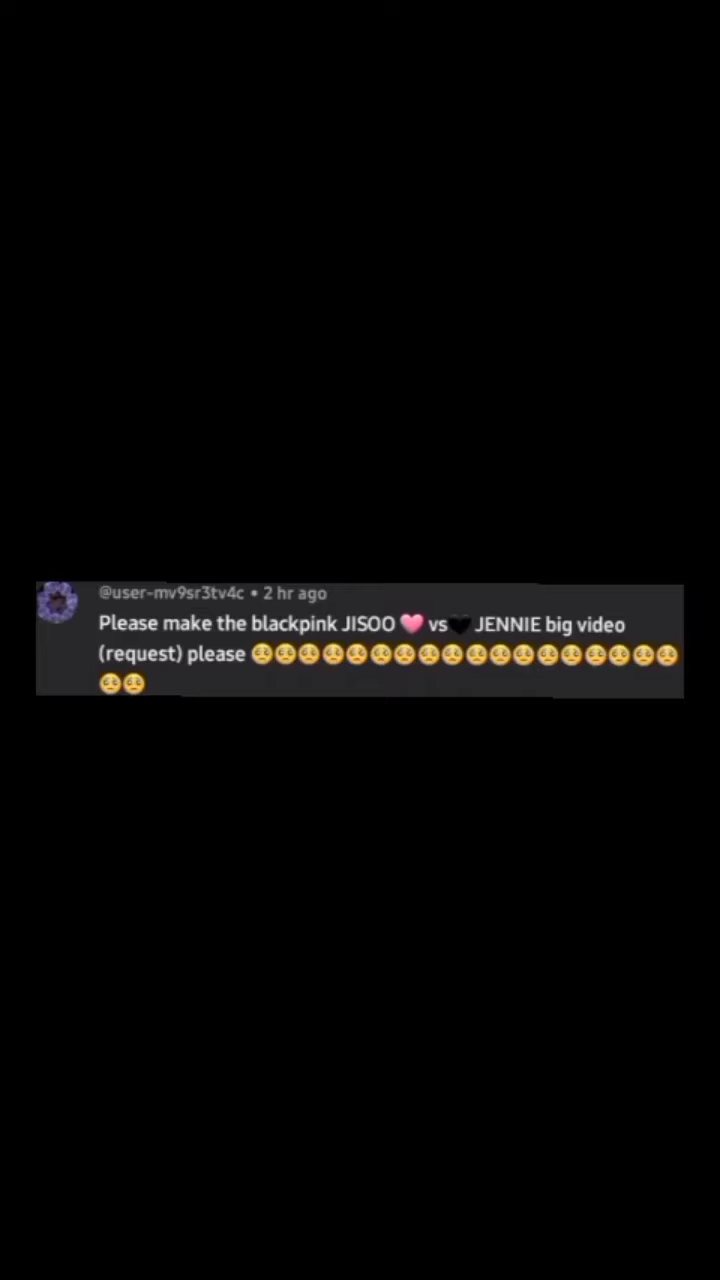 @user-mv9sr3tv4c • 2 hr ago
Please make the blackpink JISOO 🩷 vs🖤 JENNIE big video
(request) please 🥺🥺🥺🥺🥺🥺🥺🥺🥺🥺🥺🥺🥺🥺🥺🥺🥺🥺
🥺🥺